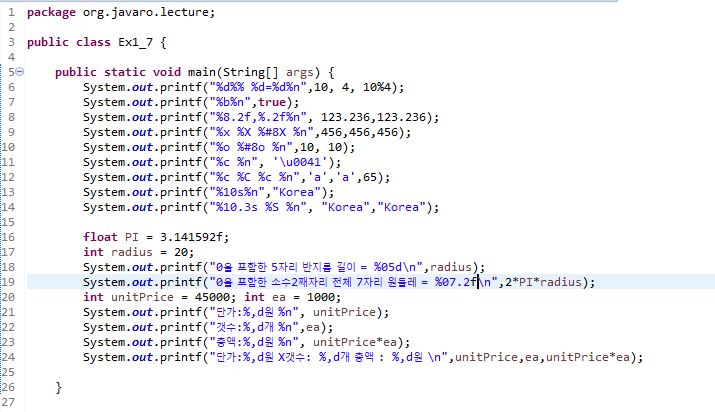 1 package org.javaro.lecture;
2
3 public class Ex1_7 {
4
5 public static void main(String[] args) {
6 System.out.printf("%d%% %d=%d%n",10, 4, 10%4);
7 System.out.printf("%b%n",true);
8 System.out.printf("%8.2f,%.2f%n", 123.236,123.236);
9 System.out.printf("%x %X %#8X %n",456,456,456);
10 System.out.printf("%o %#8o %n",10, 10);
11 System.out.printf("%c %n", '\u0041');
12 System.out.printf("%c %C %c %n",'a','a',65);
13 System.out.printf("%10s%n","Korea");
14 System.out.printf("%10.3s %S %n", "Korea","Korea");
15
16 float PI = 3.141592f;
17 int radius = 20;
18 System.out.printf("0을 포함한 5자리 반지름 길이 = %05d\n",radius);
19 System.out.printf("0을 포함한 소수2째자리 전체 7자리 원둘레 = %07.2f\n",2*PI*radius);
20 int unitPrice = 45000; int ea = 1000;
21 System.out.printf("단가:%,d원 %n", unitPrice);
22 System.out.printf("갯수:%,d개 %n",ea);
23 System.out.printf("총액:%,d원 %n", unitPrice*ea);
24 System.out.printf("단가:%,d원 X갯수: %,d개 총액 : %,d원 \n",unitPrice,ea,unitPrice*ea);
25
26 }
27